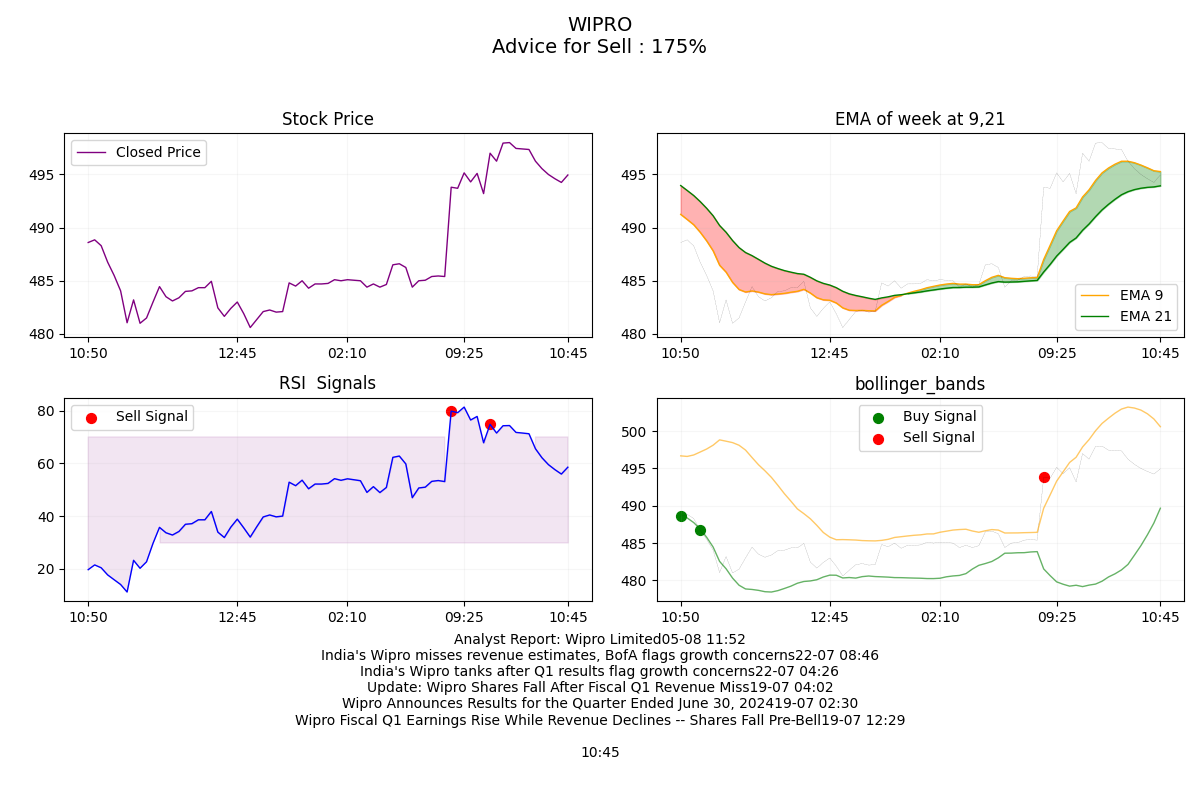 WIPRO
Advice for Sell : 175%
Stock Price
Closed Price
495
490
485
480
10:50 12:45 02:10 09:25 10:45
EMA of week at 9,21
495
490
485
480
EMA 9
EMA 21
10:50 12:45 02:10 09:25 10:45
RSI  Signals
Sell Signal
80
60
40
20
10:50 12:45 02:10 09:25 10:45
bollinger_bands
Buy Signal
Sell Signal
500
495
490
485
480
10:50 12:45 02:10 09:25 10:45
Analyst Report: Wipro Limited05-08 11:52
India's Wipro misses revenue estimates, BofA flags growth concerns22-07 08:46
India's Wipro tanks after Q1 results flag growth concerns22-07 04:26
Update: Wipro Shares Fall After Fiscal Q1 Revenue Miss19-07 04:02
Wipro Announces Results for the Quarter Ended June 30, 202419-07 02:30
Wipro Fiscal Q1 Earnings Rise While Revenue Declines -- Shares Fall Pre-Bell19-07 12:29
10:45